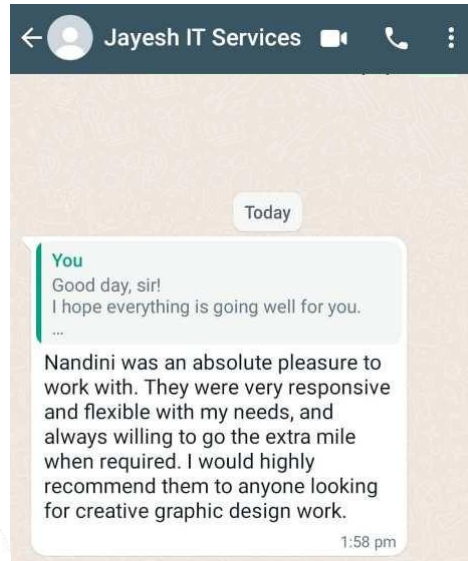 Jayesh IT Services
Today
You
Good day, sir!
I hope everything is going well for you.
...
Nandini was an absolute pleasure to
work with. They were very responsive
and flexible with my needs, and
always willing to go the extra mile
when required. I would highly
recommend them to anyone looking
for creative graphic design work.
1:58 pm